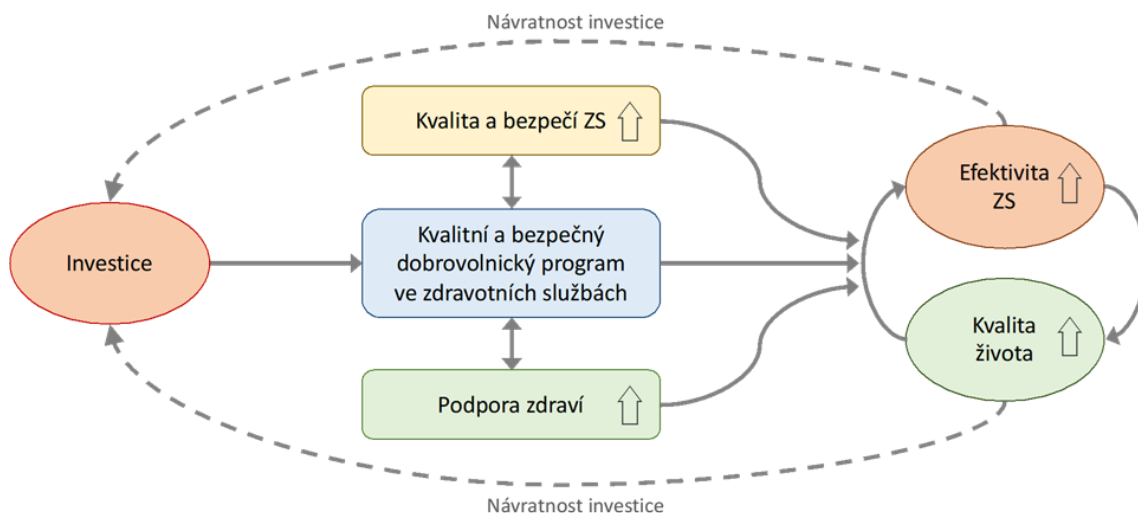 Návratnost investice
Kvalita a bezpečí ZS
Efektivita
ZS
Investice
Kvalitní a bezpečný
dobrovolnický program
ve zdravotních službách
Kvalita
života
Podpora zdraví
Návratnost investice